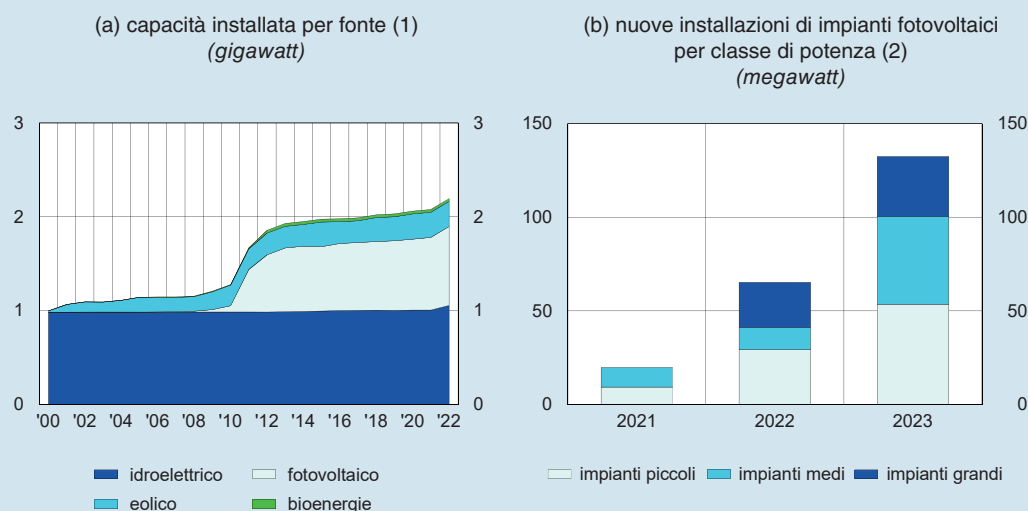 (a) capacità installata per fonte (1)
(gigawatt)
3 3
2 2
1 1
0 0
'00 '02 '04 '06 '08 '10 '12 '14 '16 '18 '20 '22
idroelettrico fotovoltaico
eolico bioenergie
(b) nuove installazioni di impianti fotovoltaici
per classe di potenza (2)
(megawatt)
150 150
100 100
50 50
0 0
2021 2022 2023
impianti piccoli impianti medi impianti grandi